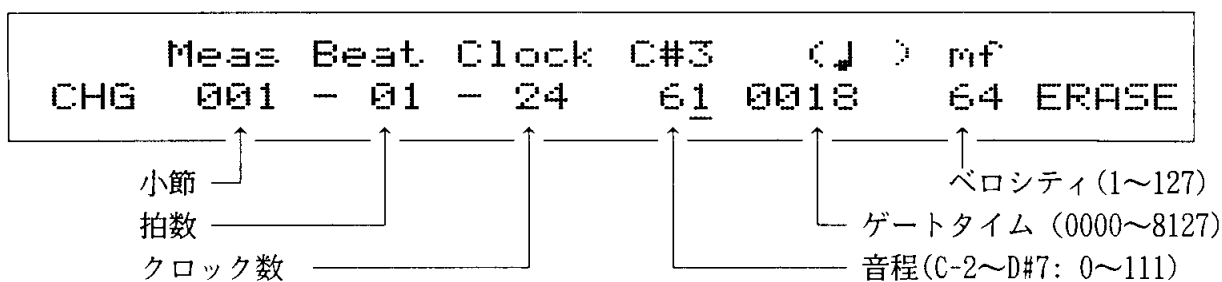 Meas Beat Clock C#3 (♩ ) mf
CHG 001 - 01 - 24 61 0018 64 ERASE
小節 ベロシティ(1〜127)
拍数 ゲートタイム (0000〜8127)
クロック数 音程(C-2〜D#7: 0〜111)